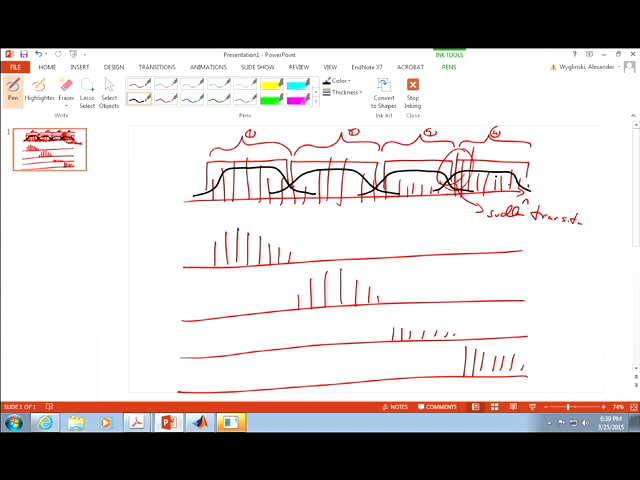 Presentation1 - PowerPoint
INK TOOLS
FILE HOME INSERT DESIGN TRANSITIONS ANIMATIONS SLIDE SHOW REVIEW VIEW EndNote X7 ACROBAT PENS
Wyglinski, Alexander
Pen
Highlighter
Eraser
Lasso Select
Select Objects
Color
Thickness
Convert to Shapes
Stop Inking
Write
Pens
Ink Art
Close
1
① ② ③ ④
transit.
SLIDE 1 OF 1
NOTES
COMMENTS
74%
6:39 PM
3/25/2015